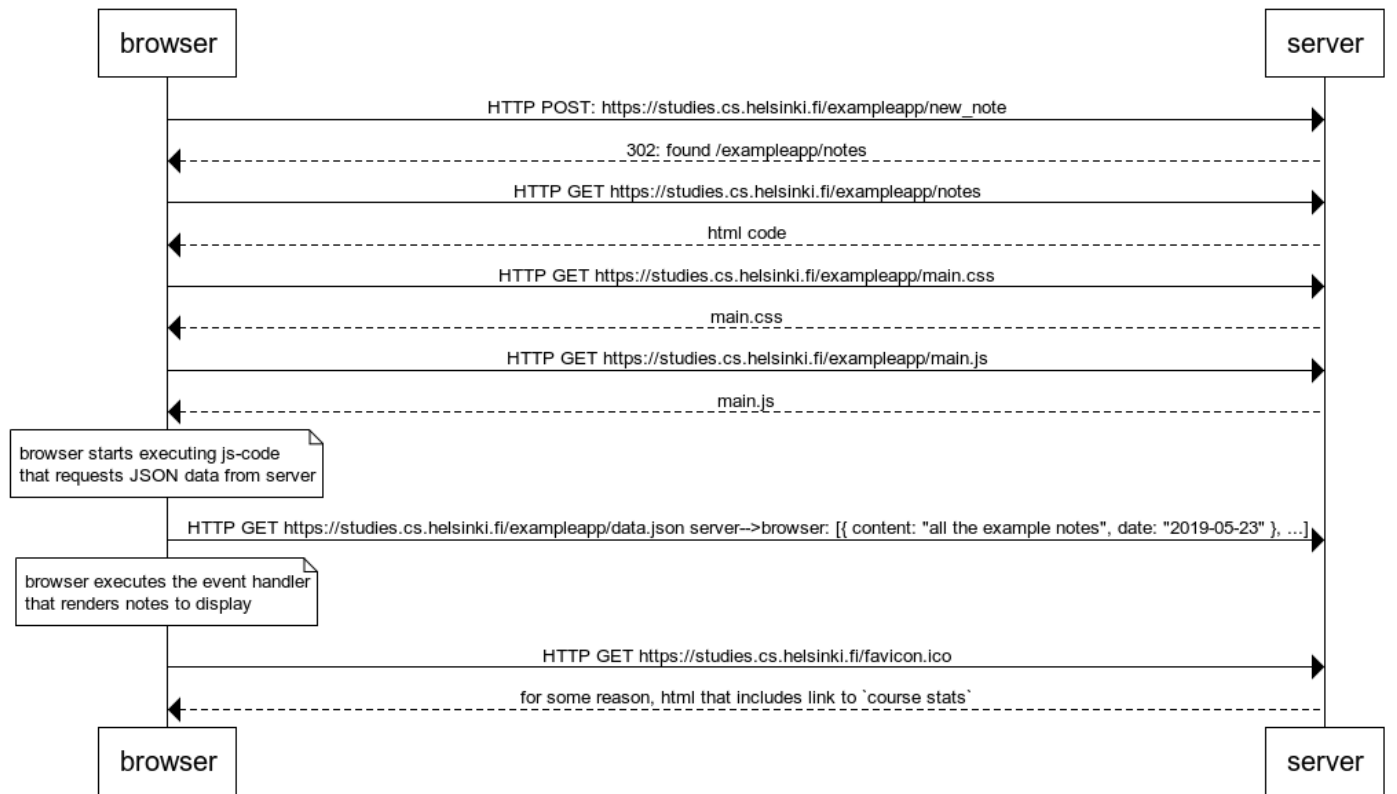 browser
server
HTTP POST: https://studies.cs.helsinki.fi/exampleapp/new_note
302: found /exampleapp/notes
HTTP GET https://studies.cs.helsinki.fi/exampleapp/notes
html code
HTTP GET https://studies.cs.helsinki.fi/exampleapp/main.css
main.css
HTTP GET https://studies.cs.helsinki.fi/exampleapp/main.js
main.js
browser starts executing js-code
that requests JSON data from server
HTTP GET https://studies.cs.helsinki.fi/exampleapp/data.json server-->browser: [{ content: "all the example notes", date: "2019-05-23" }, ...]
browser executes the event handler
that renders notes to display
HTTP GET https://studies.cs.helsinki.fi/favicon.ico
for some reason, html that includes link to `course stats`
browser
server